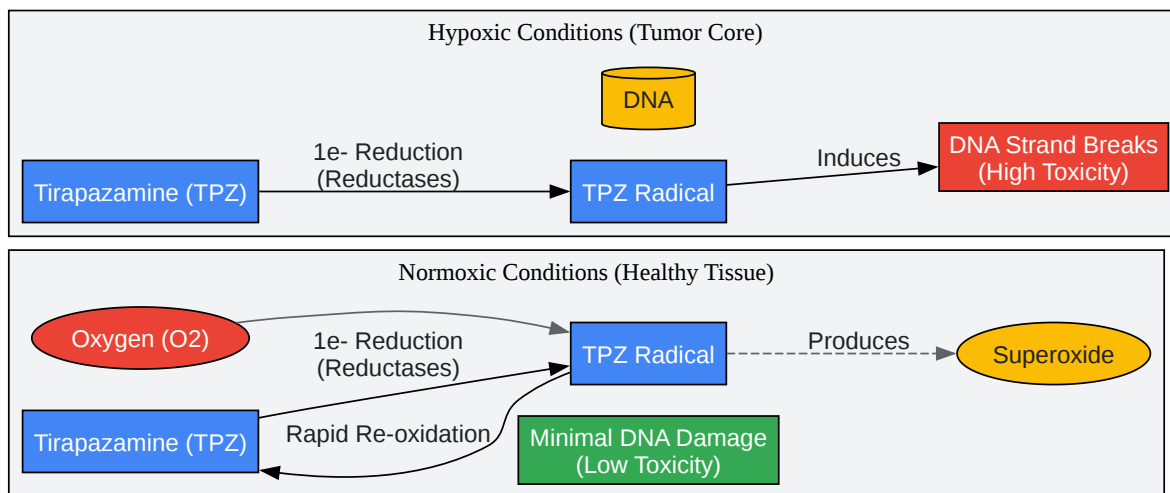 Hypoxic Conditions (Tumor Core)
DNA
1e- Reduction
(Reductases)
Tirapazamine (TPZ)
TPZ Radical
Induces
DNA Strand Breaks
(High Toxicity)
Normoxic Conditions (Healthy Tissue)
Oxygen (O2)
1e- Reduction
(Reductases)
TPZ Radical
Produces
Superoxide
Tirapazamine (TPZ)
Rapid Re-oxidation
Minimal DNA Damage
(Low Toxicity)